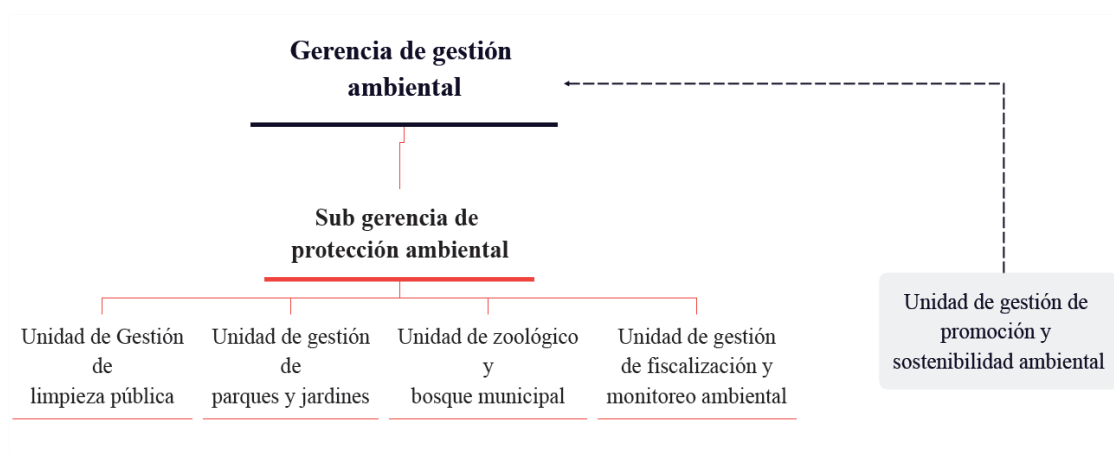 Gerencia de gestión
ambiental
Sub gerencia de
protección ambiental
Unidad de Gestión
de
limpieza pública
Unidad de gestión
de
parques y jardines
Unidad de zoológico
y
bosque municipal
Unidad de gestión
de fiscalización y
monitoreo ambiental
Unidad de gestión de
promoción y
sostenibilidad ambiental